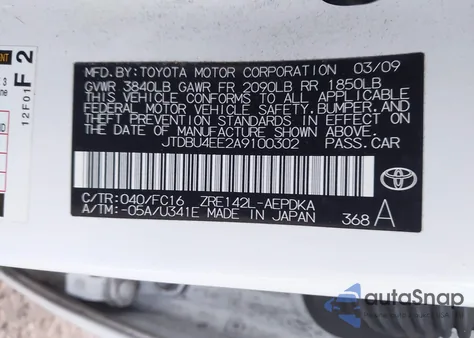 MFD. BY: TOYOTA MOTOR CORPORATION 03/09
GVWR 3840LB GAWR FR 2090LB RR 1850LB
THIS VEHICLE CONFORMS TO ALL APPLICABLE
FEDERAL MOTOR VEHICLE SAFETY, BUMPER, AND
THEFT PREVENTION STANDARDS IN EFFECT ON
THE DATE OF MANUFACTURE SHOWN ABOVE.
JTDBU4EE2A9100302 PASS. CAR
C/TR: 040/FC16 ZRE142L-AEPDKA
A/TM: -05A/U341E MADE IN JAPAN 368 A
TOYOTA
12F01 F2
autoSnap